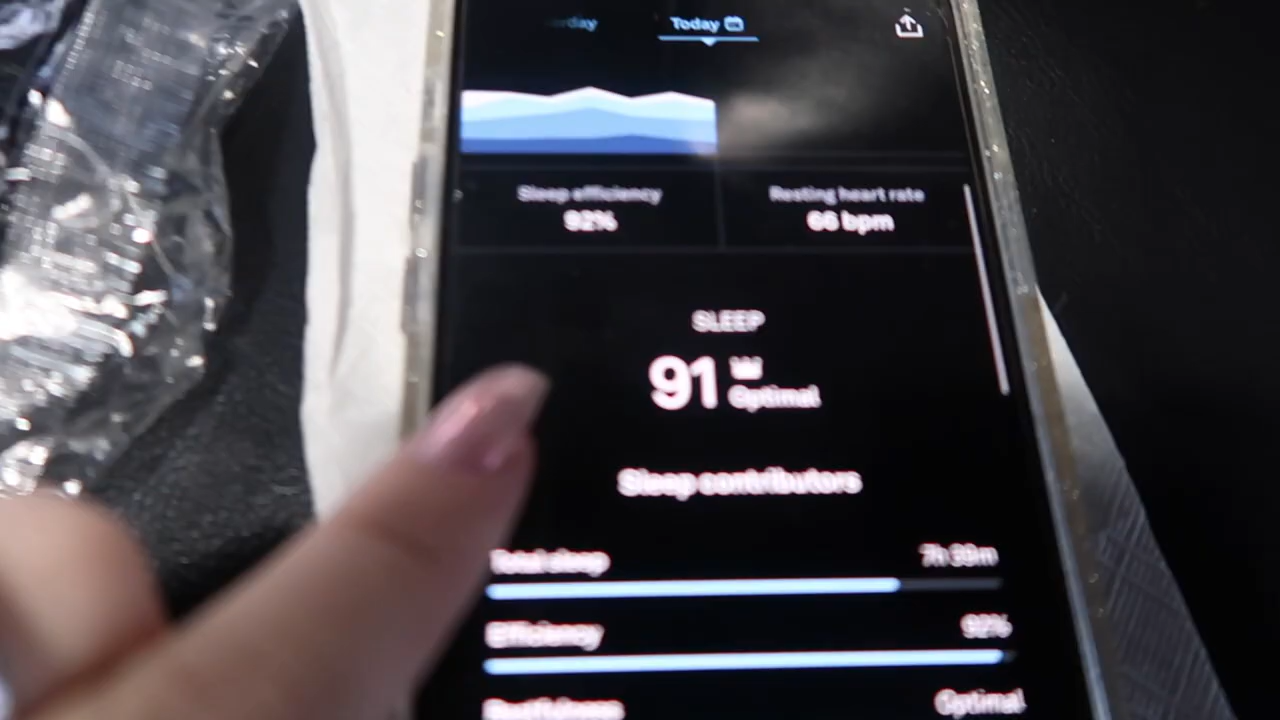 Today
Sleep efficiency
92%
Resting heart rate
66 bpm
SLEEP
91 Optimal
Sleep contributors
Total sleep 7h 39m
Efficiency 92%
Restfulness Optimal